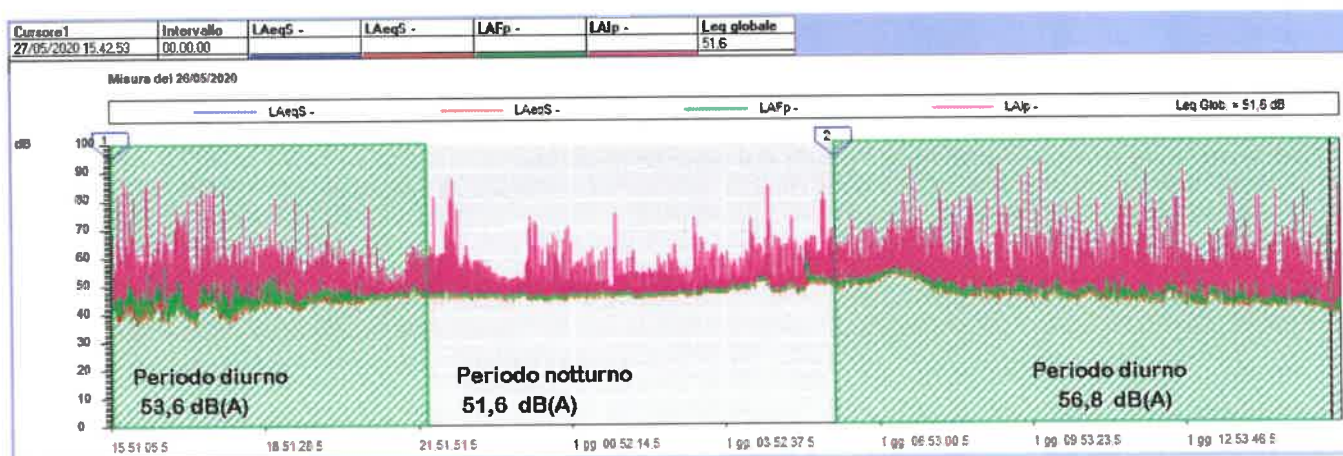 Cursore1 Intervallo LAeqS - LAeqS - LAFp - LAIp - Leq globale
27/05/2020 15.42.53 00.00.00 51.6
Misura del 26/05/2020
LAeqS - LAeqS - LAFp - LAIp - Leq Glob. = 51,6 dB
dB
1
2
100
90
80
70
60
50
40
30
20
10
0
Periodo diurno
53,6 dB(A)
Periodo notturno
51,6 dB(A)
Periodo diurno
56,8 dB(A)
15 51 05 5 18 51 28 5 21 51 51 5 1 gg 00 52 14,5 1 gg 03 52 37 5 1 gg 06 53 00 5 1 gg 09 53 23,5 1 gg 12 53 46 5